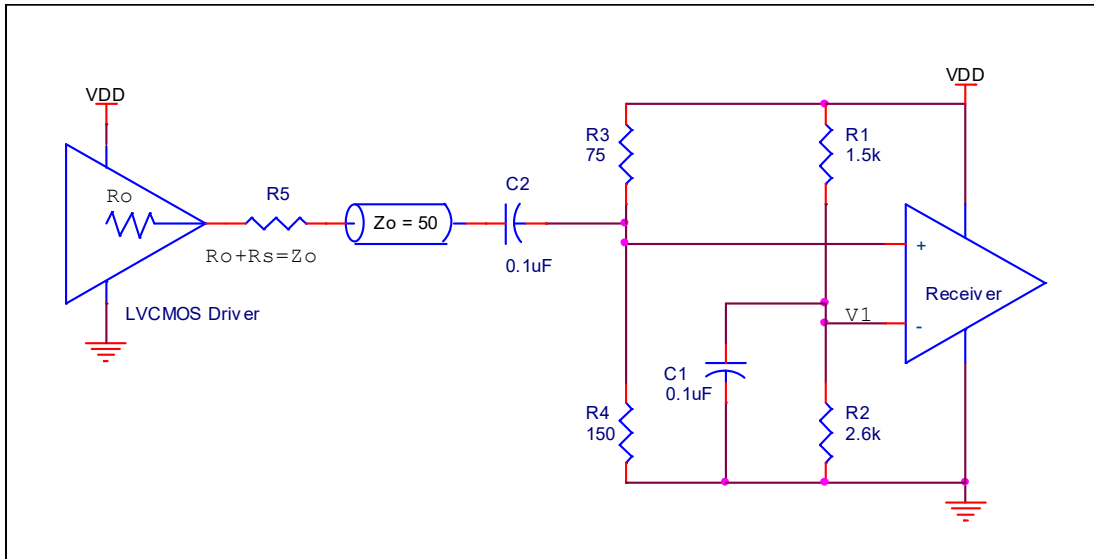 VDD
Ro
LVCMOS Driver
R5
Ro+Rs=Zo
Zo = 50
C2
0.1uF
R3
75
R4
150
R1
1.5k
C1
0.1uF
V1
R2
2.6k
VDD
+
-
Receiver